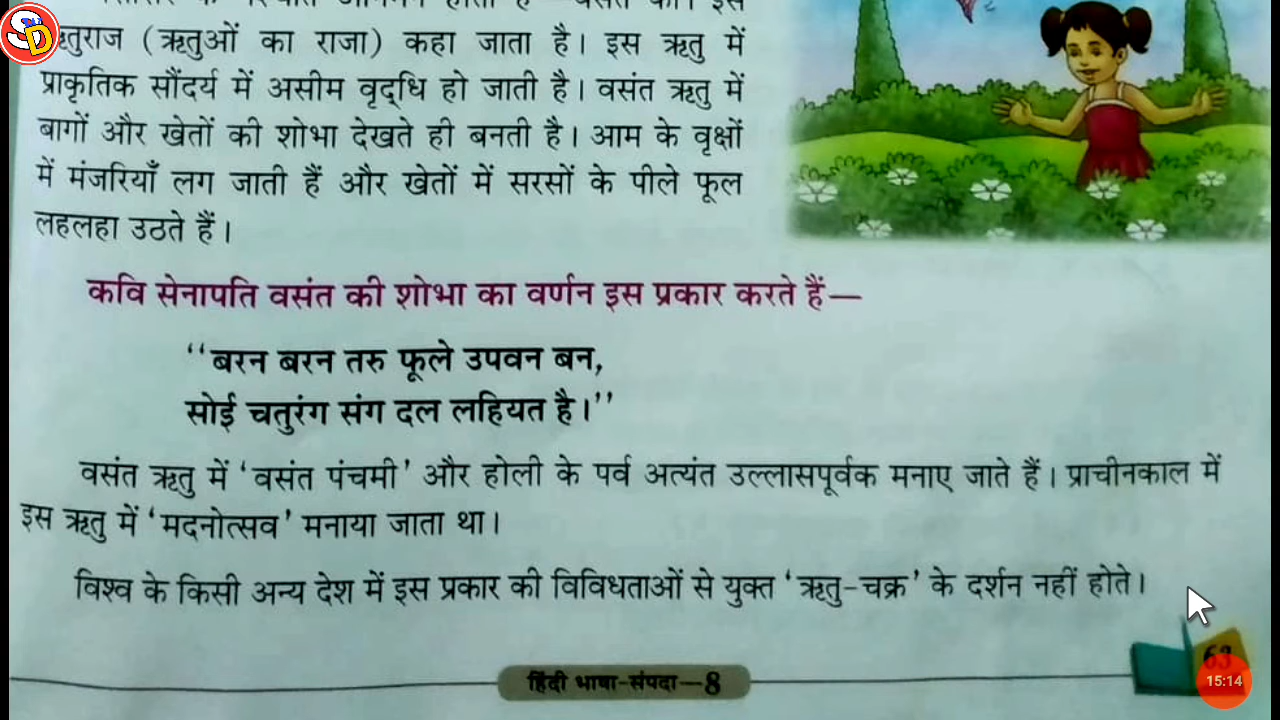 SD
ऋतुराज (ऋतुओं का राजा) कहा जाता है। इस ऋतु में
प्राकृतिक सौंदर्य में असीम वृद्धि हो जाती है। वसंत ऋतु में
बागों और खेतों की शोभा देखते ही बनती है। आम के वृक्षों
में मंजरियाँ लग जाती हैं और खेतों में सरसों के पीले फूल
लहलहा उठते हैं।
कवि सेनापति वसंत की शोभा का वर्णन इस प्रकार करते हैं—
‘‘बरन बरन तरु फूले उपवन बन,
सोई चतुरंग संग दल लहियत है।’’
वसंत ऋतु में ‘वसंत पंचमी’ और होली के पर्व अत्यंत उल्लासपूर्वक मनाए जाते हैं। प्राचीनकाल में
इस ऋतु में ‘मदनोत्सव’ मनाया जाता था।
विश्व के किसी अन्य देश में इस प्रकार की विविधताओं से युक्त ‘ऋतु-चक्र’ के दर्शन नहीं होते।
63
15:14
हिंदी भाषा-संपदा—8